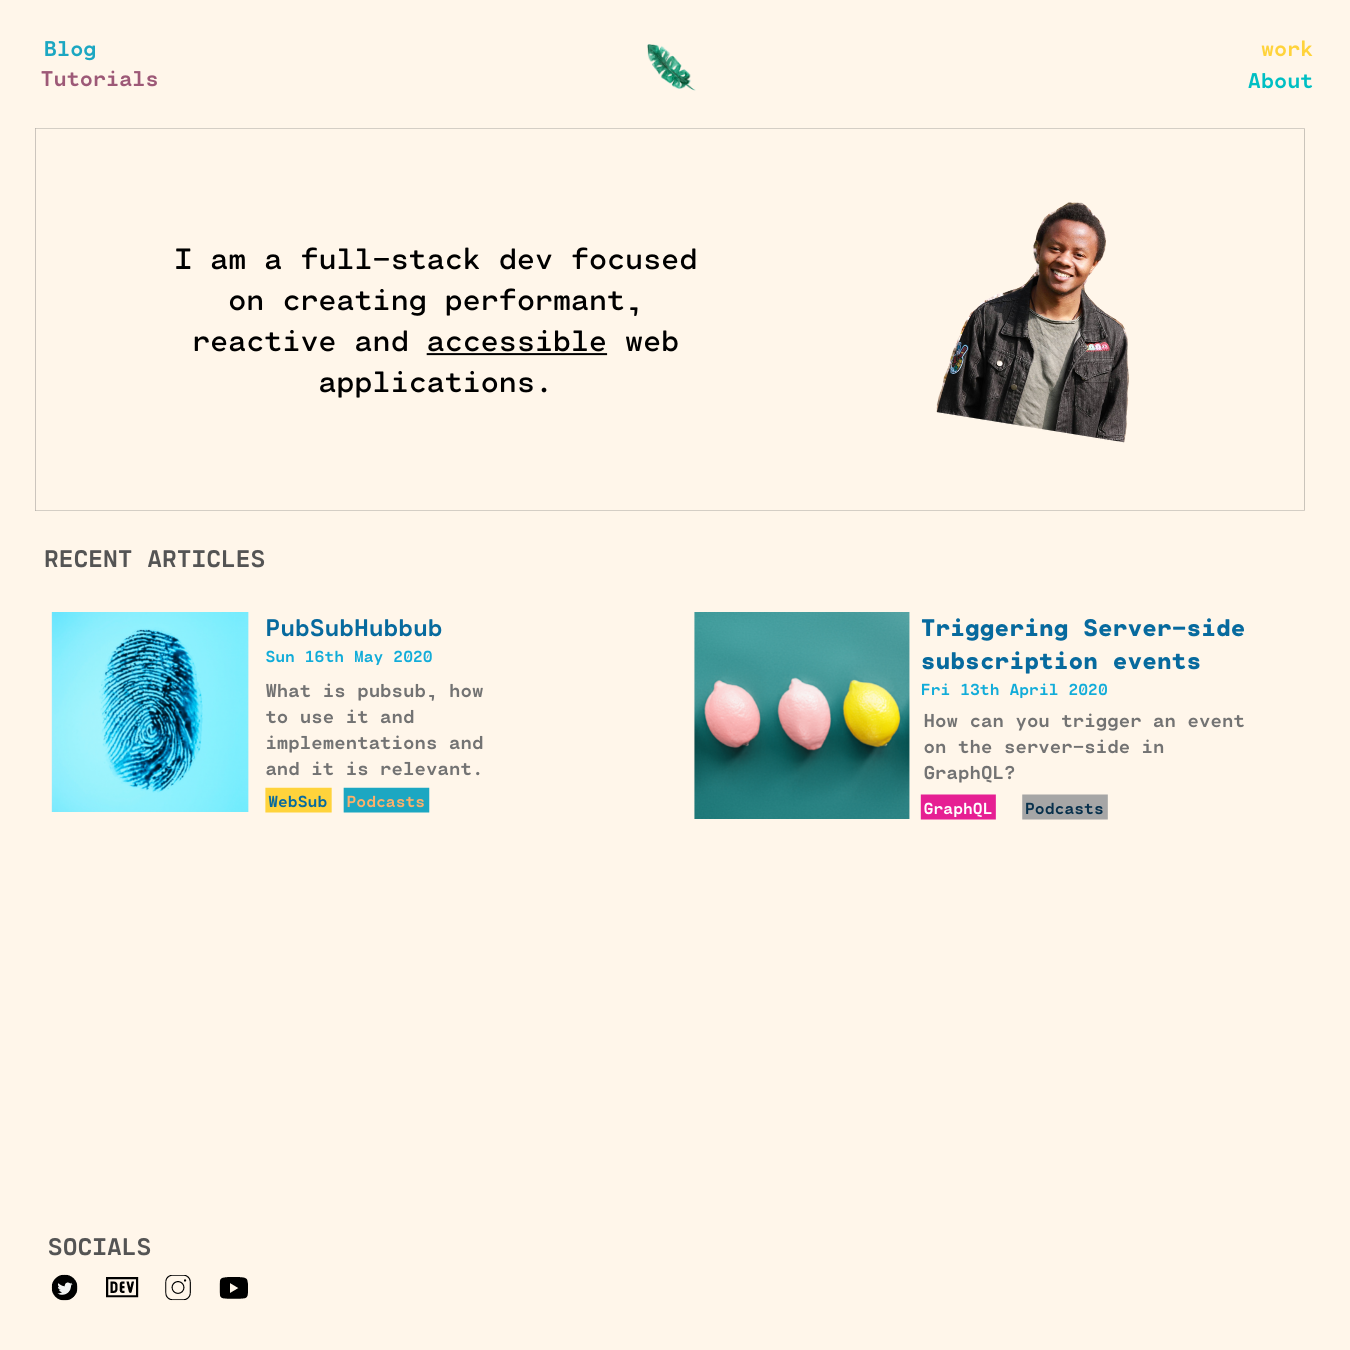 Blog
Tutorials
work
About
I am a full-stack dev focused
on creating performant,
reactive and accessible web
applications.
RECENT ARTICLES
PubSubHubbub
Sun 16th May 2020
What is pubsub, how
to use it and
implementations and
and it is relevant.
WebSub Podcasts
Triggering Server-side
subscription events
Fri 13th April 2020
How can you trigger an event
on the server-side in
GraphQL?
GraphQL Podcasts
SOCIALS
DEV